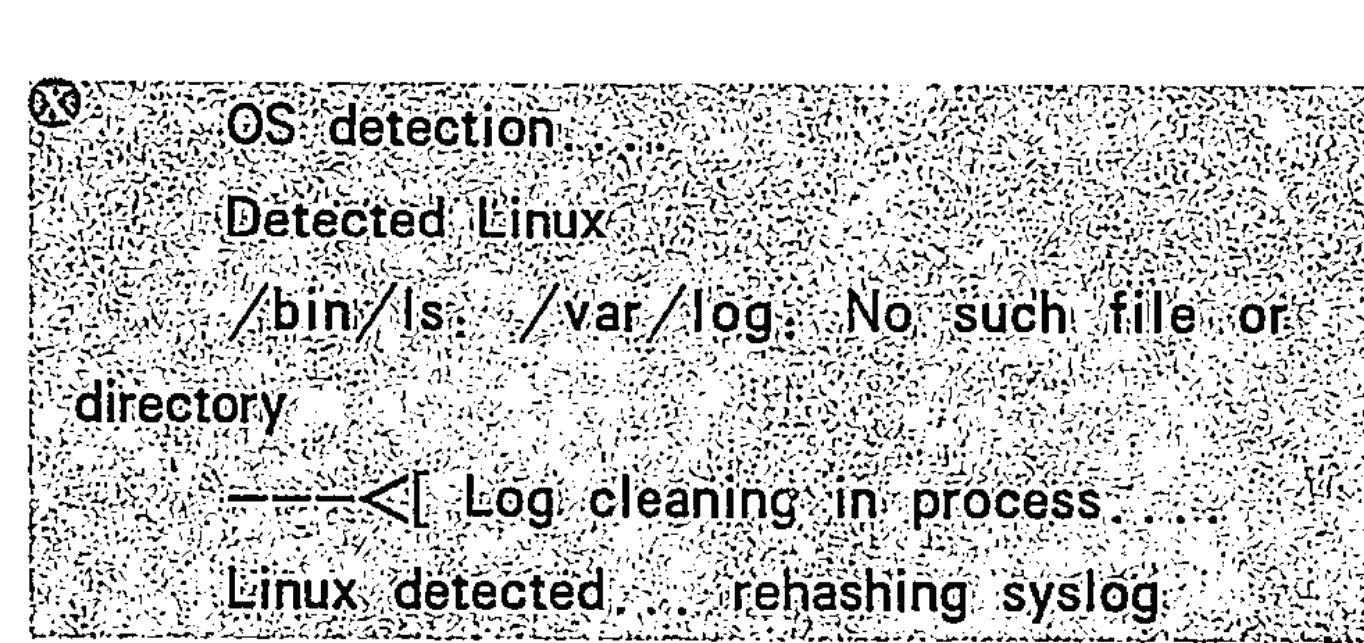 OS detection.....
Detected Linux
/bin/ls: /var/log: No such file or
directory
---<[ Log cleaning in process.....
Linux detected.... rehashing syslog